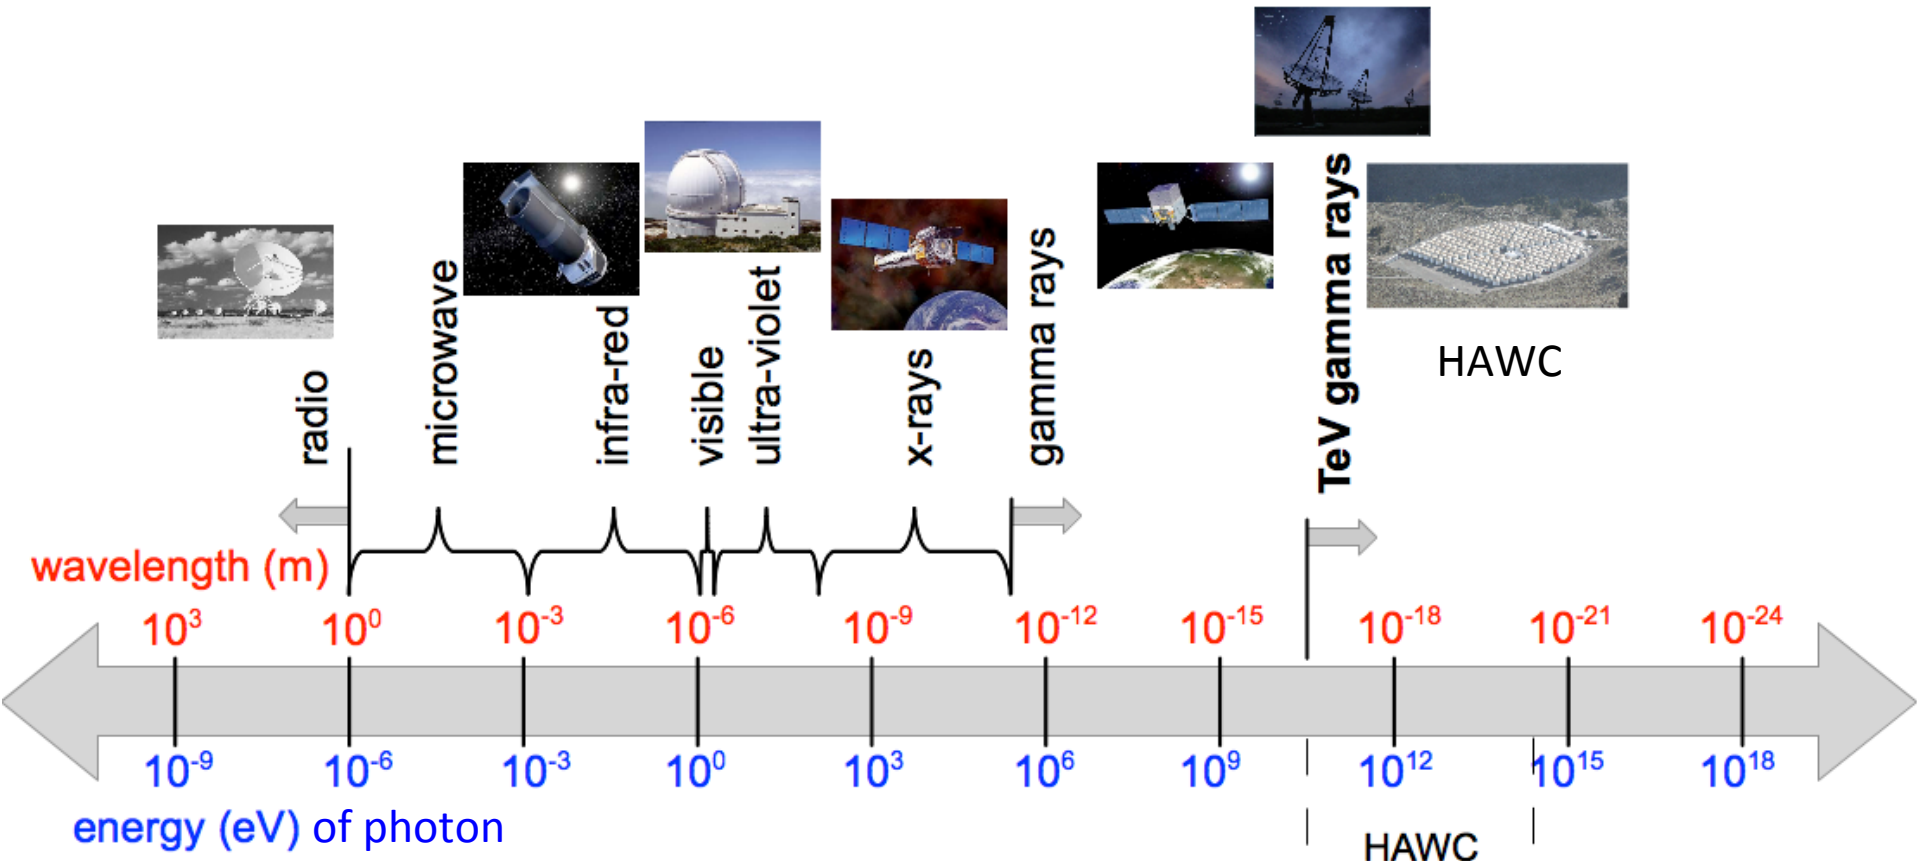 radio
microwave
infra-red
visible
ultra-violet
x-rays
gamma rays
TeV gamma rays
HAWC
wavelength (m)
10³ 10⁰ 10⁻³ 10⁻⁶ 10⁻⁹ 10⁻¹² 10⁻¹⁵ 10⁻¹⁸ 10⁻²¹ 10⁻²⁴
10⁻⁹ 10⁻⁶ 10⁻³ 10⁰ 10³ 10⁶ 10⁹ 10¹² 10¹⁵ 10¹⁸
energy (eV) of photon
HAWC